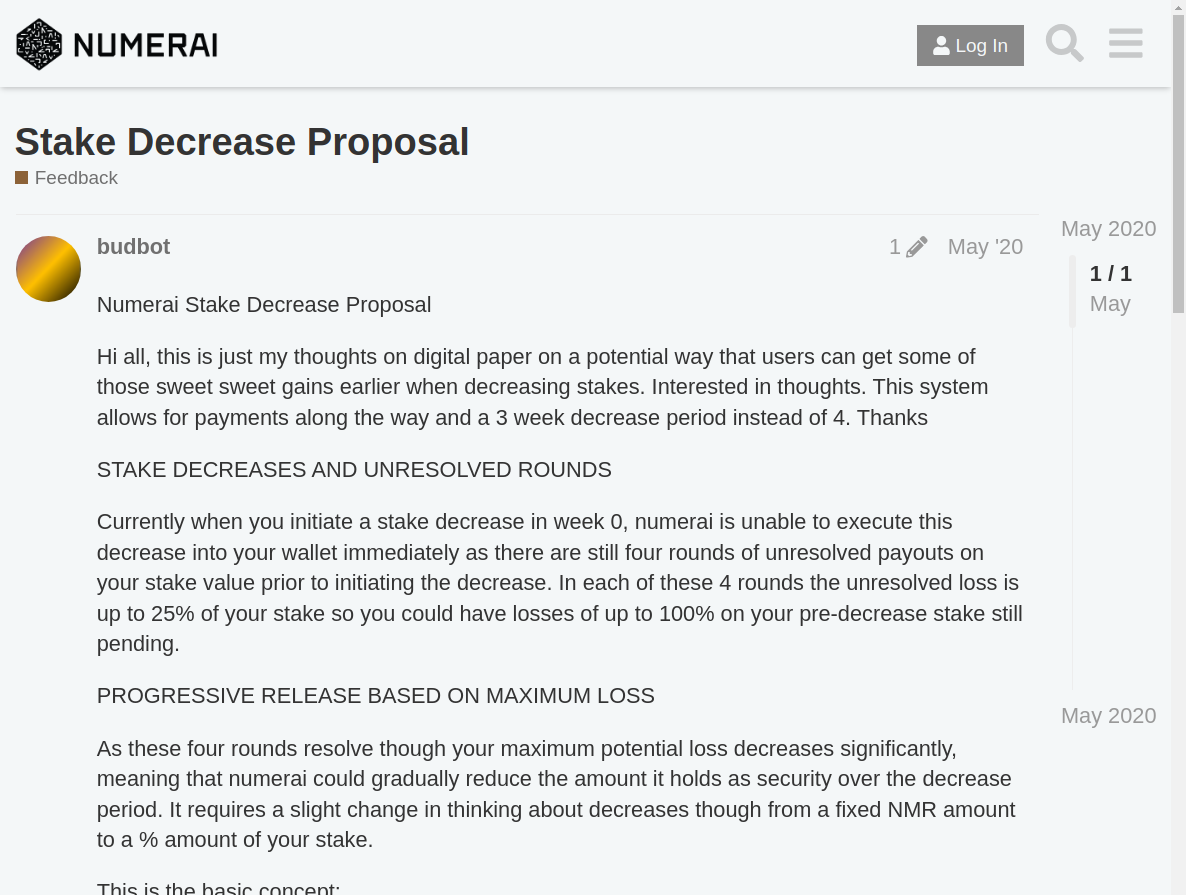 NUMERAI
Log In
Stake Decrease Proposal
Feedback
budbot
1
May '20
May 2020
1 / 1
May
May 2020
Numerai Stake Decrease Proposal
Hi all, this is just my thoughts on digital paper on a potential way that users can get some of
those sweet sweet gains earlier when decreasing stakes. Interested in thoughts. This system
allows for payments along the way and a 3 week decrease period instead of 4. Thanks
STAKE DECREASES AND UNRESOLVED ROUNDS
Currently when you initiate a stake decrease in week 0, numerai is unable to execute this
decrease into your wallet immediately as there are still four rounds of unresolved payouts on
your stake value prior to initiating the decrease. In each of these 4 rounds the unresolved loss is
up to 25% of your stake so you could have losses of up to 100% on your pre-decrease stake still
pending.
PROGRESSIVE RELEASE BASED ON MAXIMUM LOSS
As these four rounds resolve though your maximum potential loss decreases significantly,
meaning that numerai could gradually reduce the amount it holds as security over the decrease
period. It requires a slight change in thinking about decreases though from a fixed NMR amount
to a % amount of your stake.
This is the basic concept: